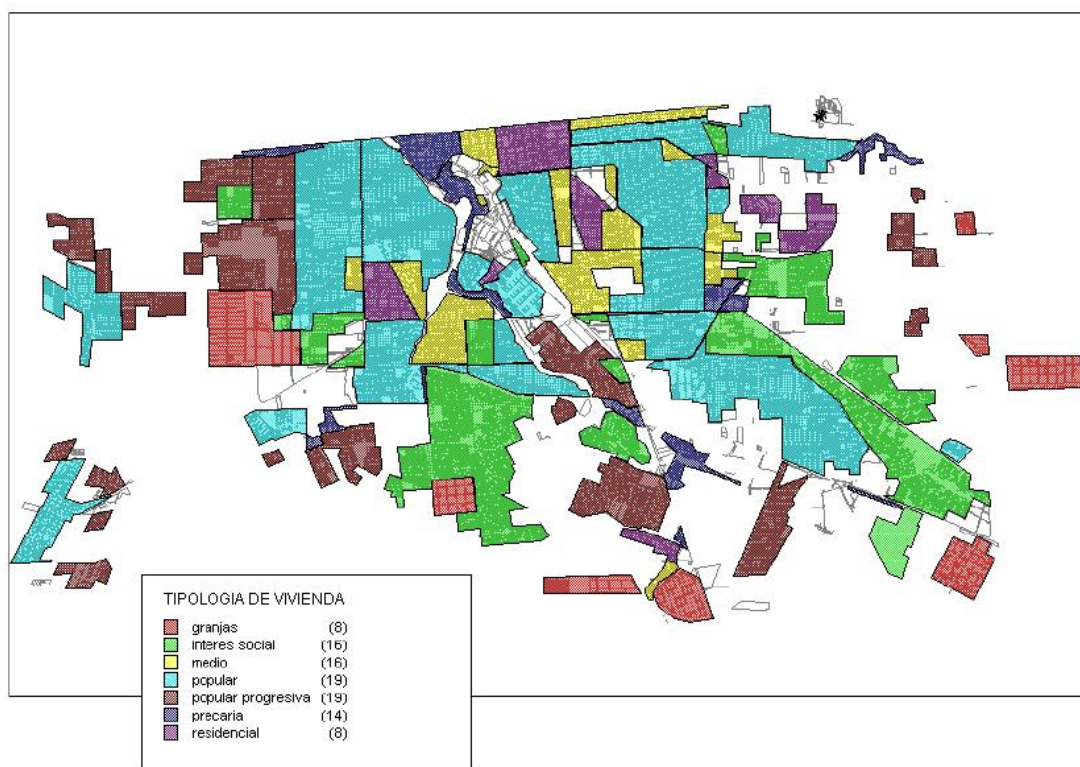 TIPOLOGIA DE VIVIENDA
granjas (8)
interes social (16)
medio (16)
popular (19)
popular progresiva (19)
precaria (14)
residencial (8)